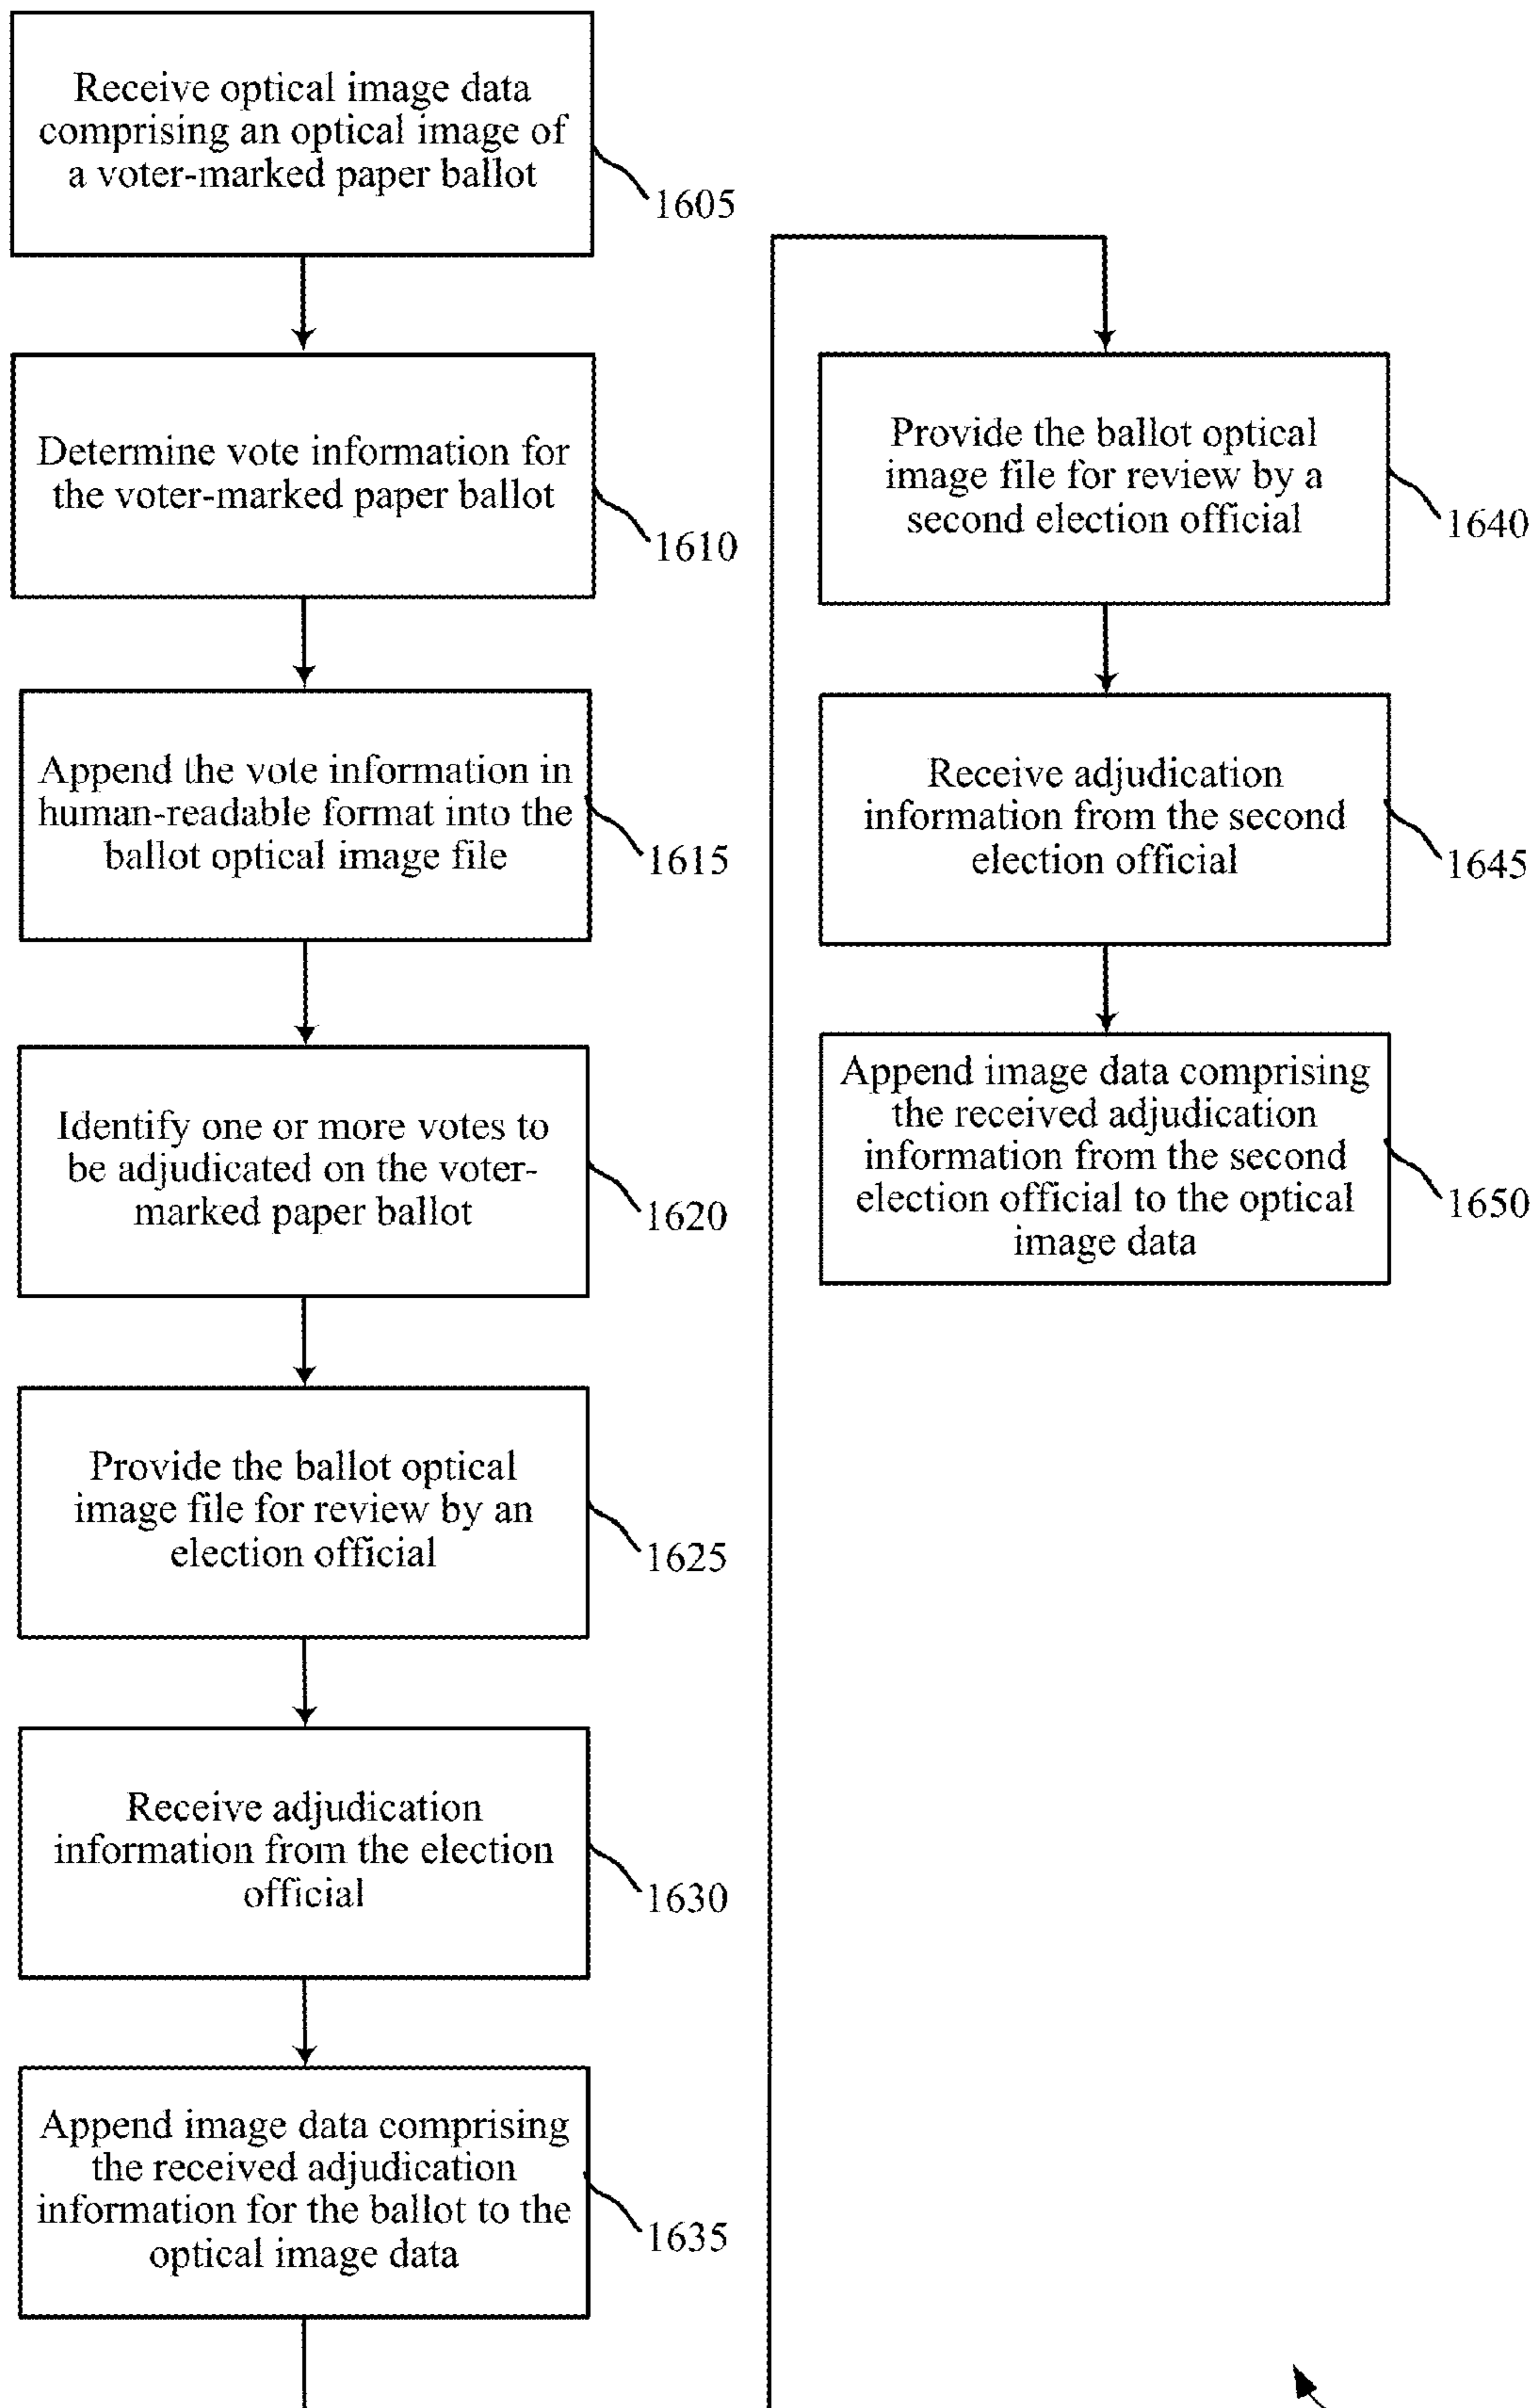 Receive optical image data
comprising an optical image of
a voter-marked paper ballot
1605
Determine vote information for
the voter-marked paper ballot
1610
Append the vote information in
human-readable format into the
ballot optical image file
1615
Identify one or more votes to
be adjudicated on the voter-
marked paper ballot
1620
Provide the ballot optical
image file for review by an
election official
1625
Receive adjudication
information from the election
official
1630
Append image data comprising
the received adjudication
information for the ballot to the
optical image data
1635
Provide the ballot optical
image file for review by a
second election official
1640
Receive adjudication
information from the second
election official
1645
Append image data comprising
the received adjudication
information from the second
election official to the optical
image data
1650